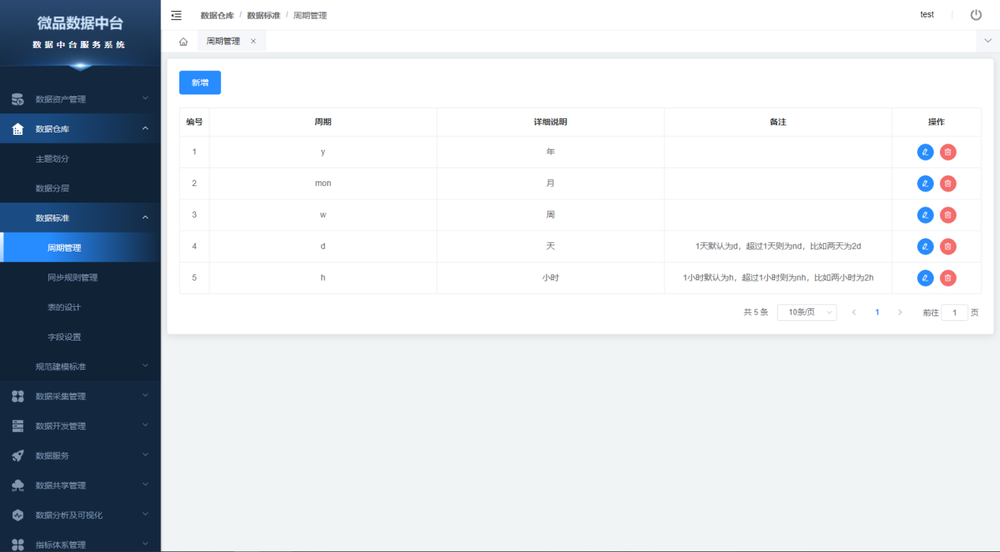 微品数据中台
数据中台服务系统
数据资产管理
数据仓库
主题划分
数据分层
数据标准
周期管理
同步规则管理
表的设计
字段设置
规范建模标准
数据采集管理
数据开发管理
数据服务
数据共享管理
数据分析及可视化
指标体系管理
数据仓库 / 数据标准 / 周期管理
test
周期管理 ×
新增
编号 周期 详细说明 备注 操作
1 y 年
2 mon 月
3 w 周
4 d 天 1天默认为d，超过1天则为nd，比如两天为2d
5 h 小时 1小时默认为h，超过1小时则为nh，比如两小时为2h
共 5 条 10条/页 1 前往 1 页